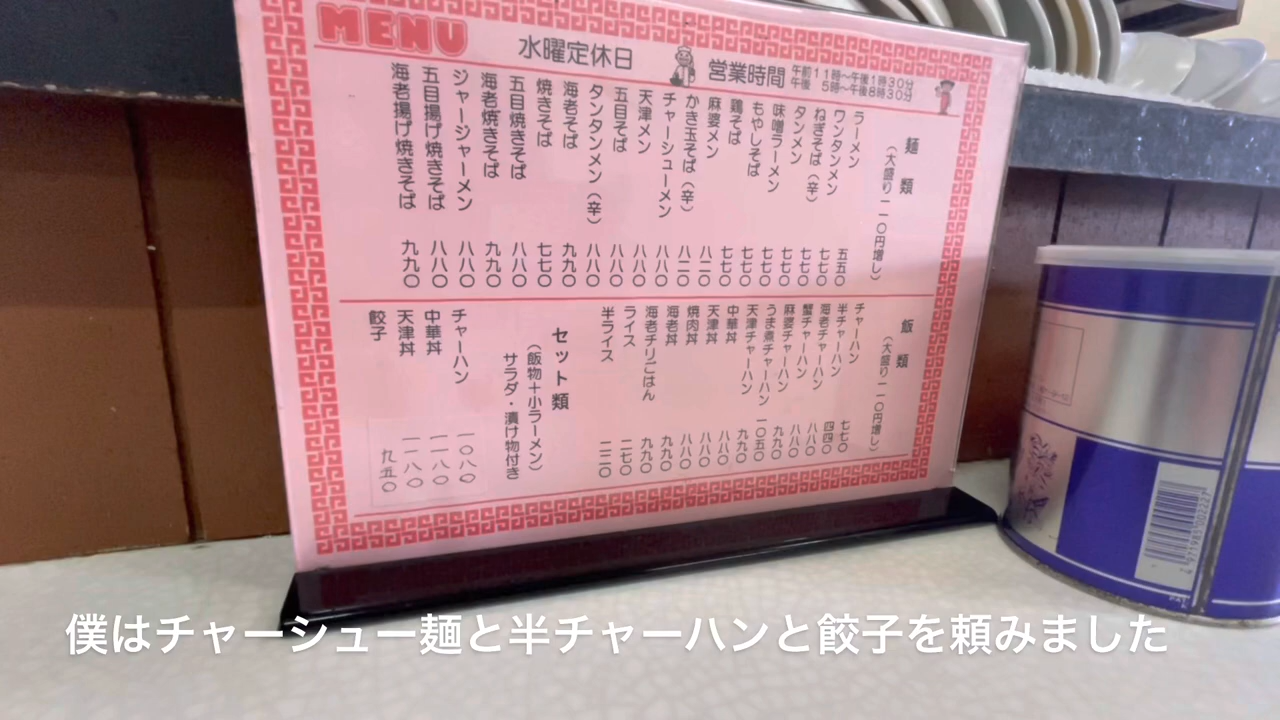 MENU
水曜定休日
営業時間
午前11時〜午後1時30分
午後 5時〜午後8時30分
麺類
（大盛り一一〇円増し）
ラーメン 五五〇
ワンタンメン 七七〇
ねぎそば（辛） 七七〇
タンメン 七七〇
味噌ラーメン 七七〇
もやしそば 七七〇
鶏そば 七七〇
麻婆メン 八二〇
かき玉そば（辛） 八二〇
チャーシューメン 八八〇
天津メン 八八〇
五目そば 八八〇
タンタンメン（辛） 八八〇
海老そば 九九〇
焼きそば 七七〇
五目焼きそば 八八〇
海老焼きそば 九九〇
ジャージャーメン 八八〇
五目揚げ焼きそば 八八〇
海老揚げ焼きそば 九九〇
飯類
（大盛り一一〇円増し）
チャーハン 七七〇
半チャーハン 四四〇
海老チャーハン 八八〇
蟹チャーハン 八八〇
麻婆チャーハン 九九〇
うま煮チャーハン 一〇五〇
天津チャーハン 九九〇
中華丼 八八〇
天津丼 八八〇
焼肉丼 八八〇
海老丼 九九〇
海老チリごはん 九九〇
ライス 二七〇
半ライス 二二〇
セット類
（飯物＋小ラーメン）
サラダ・漬け物付き
チャーハン 一〇八〇
中華丼 一一八〇
天津丼 一一八〇
餃子 九五〇
僕はチャーシュー麺と半チャーハンと餃子を頼みました